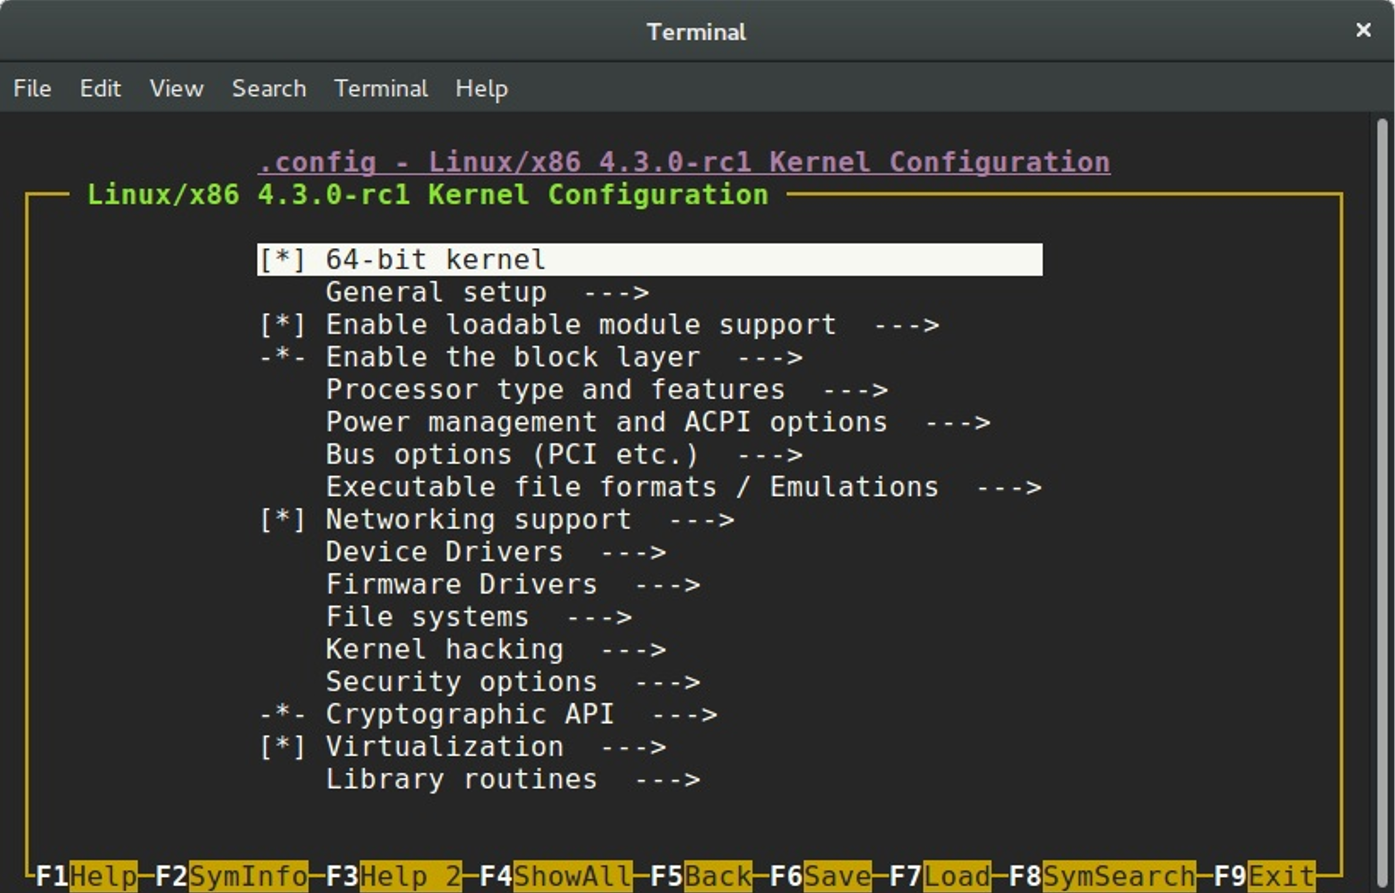 Terminal ×
File Edit View Search Terminal Help
.config - Linux/x86 4.3.0-rc1 Kernel Configuration
Linux/x86 4.3.0-rc1 Kernel Configuration
[*] 64-bit kernel
General setup --->
[*] Enable loadable module support --->
-*- Enable the block layer --->
Processor type and features --->
Power management and ACPI options --->
Bus options (PCI etc.) --->
Executable file formats / Emulations --->
[*] Networking support --->
Device Drivers --->
Firmware Drivers --->
File systems --->
Kernel hacking --->
Security options --->
-*- Cryptographic API --->
[*] Virtualization --->
Library routines --->
F1Help F2SymInfo F3Help 2 F4ShowAll F5Back F6Save F7Load F8SymSearch F9Exit